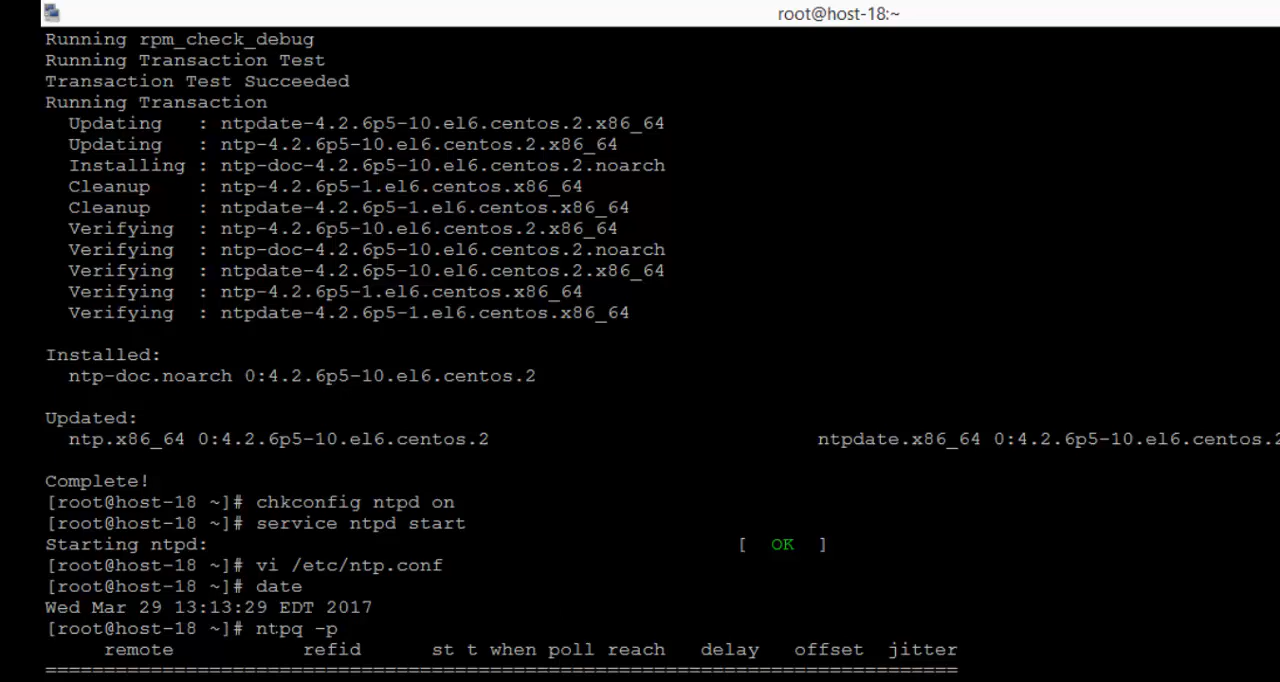 root@host-18:~
Running rpm_check_debug
Running Transaction Test
Transaction Test Succeeded
Running Transaction
  Updating   : ntpdate-4.2.6p5-10.el6.centos.2.x86_64
  Updating   : ntp-4.2.6p5-10.el6.centos.2.x86_64
  Installing : ntp-doc-4.2.6p5-10.el6.centos.2.noarch
  Cleanup    : ntp-4.2.6p5-1.el6.centos.x86_64
  Cleanup    : ntpdate-4.2.6p5-1.el6.centos.x86_64
  Verifying  : ntp-4.2.6p5-10.el6.centos.2.x86_64
  Verifying  : ntp-doc-4.2.6p5-10.el6.centos.2.noarch
  Verifying  : ntpdate-4.2.6p5-10.el6.centos.2.x86_64
  Verifying  : ntp-4.2.6p5-1.el6.centos.x86_64
  Verifying  : ntpdate-4.2.6p5-1.el6.centos.x86_64
Installed:
  ntp-doc.noarch 0:4.2.6p5-10.el6.centos.2
Updated:
  ntp.x86_64 0:4.2.6p5-10.el6.centos.2 ntpdate.x86_64 0:4.2.6p5-10.el6.centos.2
Complete!
[root@host-18 ~]# chkconfig ntpd on
[root@host-18 ~]# service ntpd start
Starting ntpd: [  OK  ]
[root@host-18 ~]# vi /etc/ntp.conf
[root@host-18 ~]# date
Wed Mar 29 13:13:29 EDT 2017
[root@host-18 ~]# ntpq -p
     remote           refid      st t when poll reach   delay   offset  jitter
==============================================================================